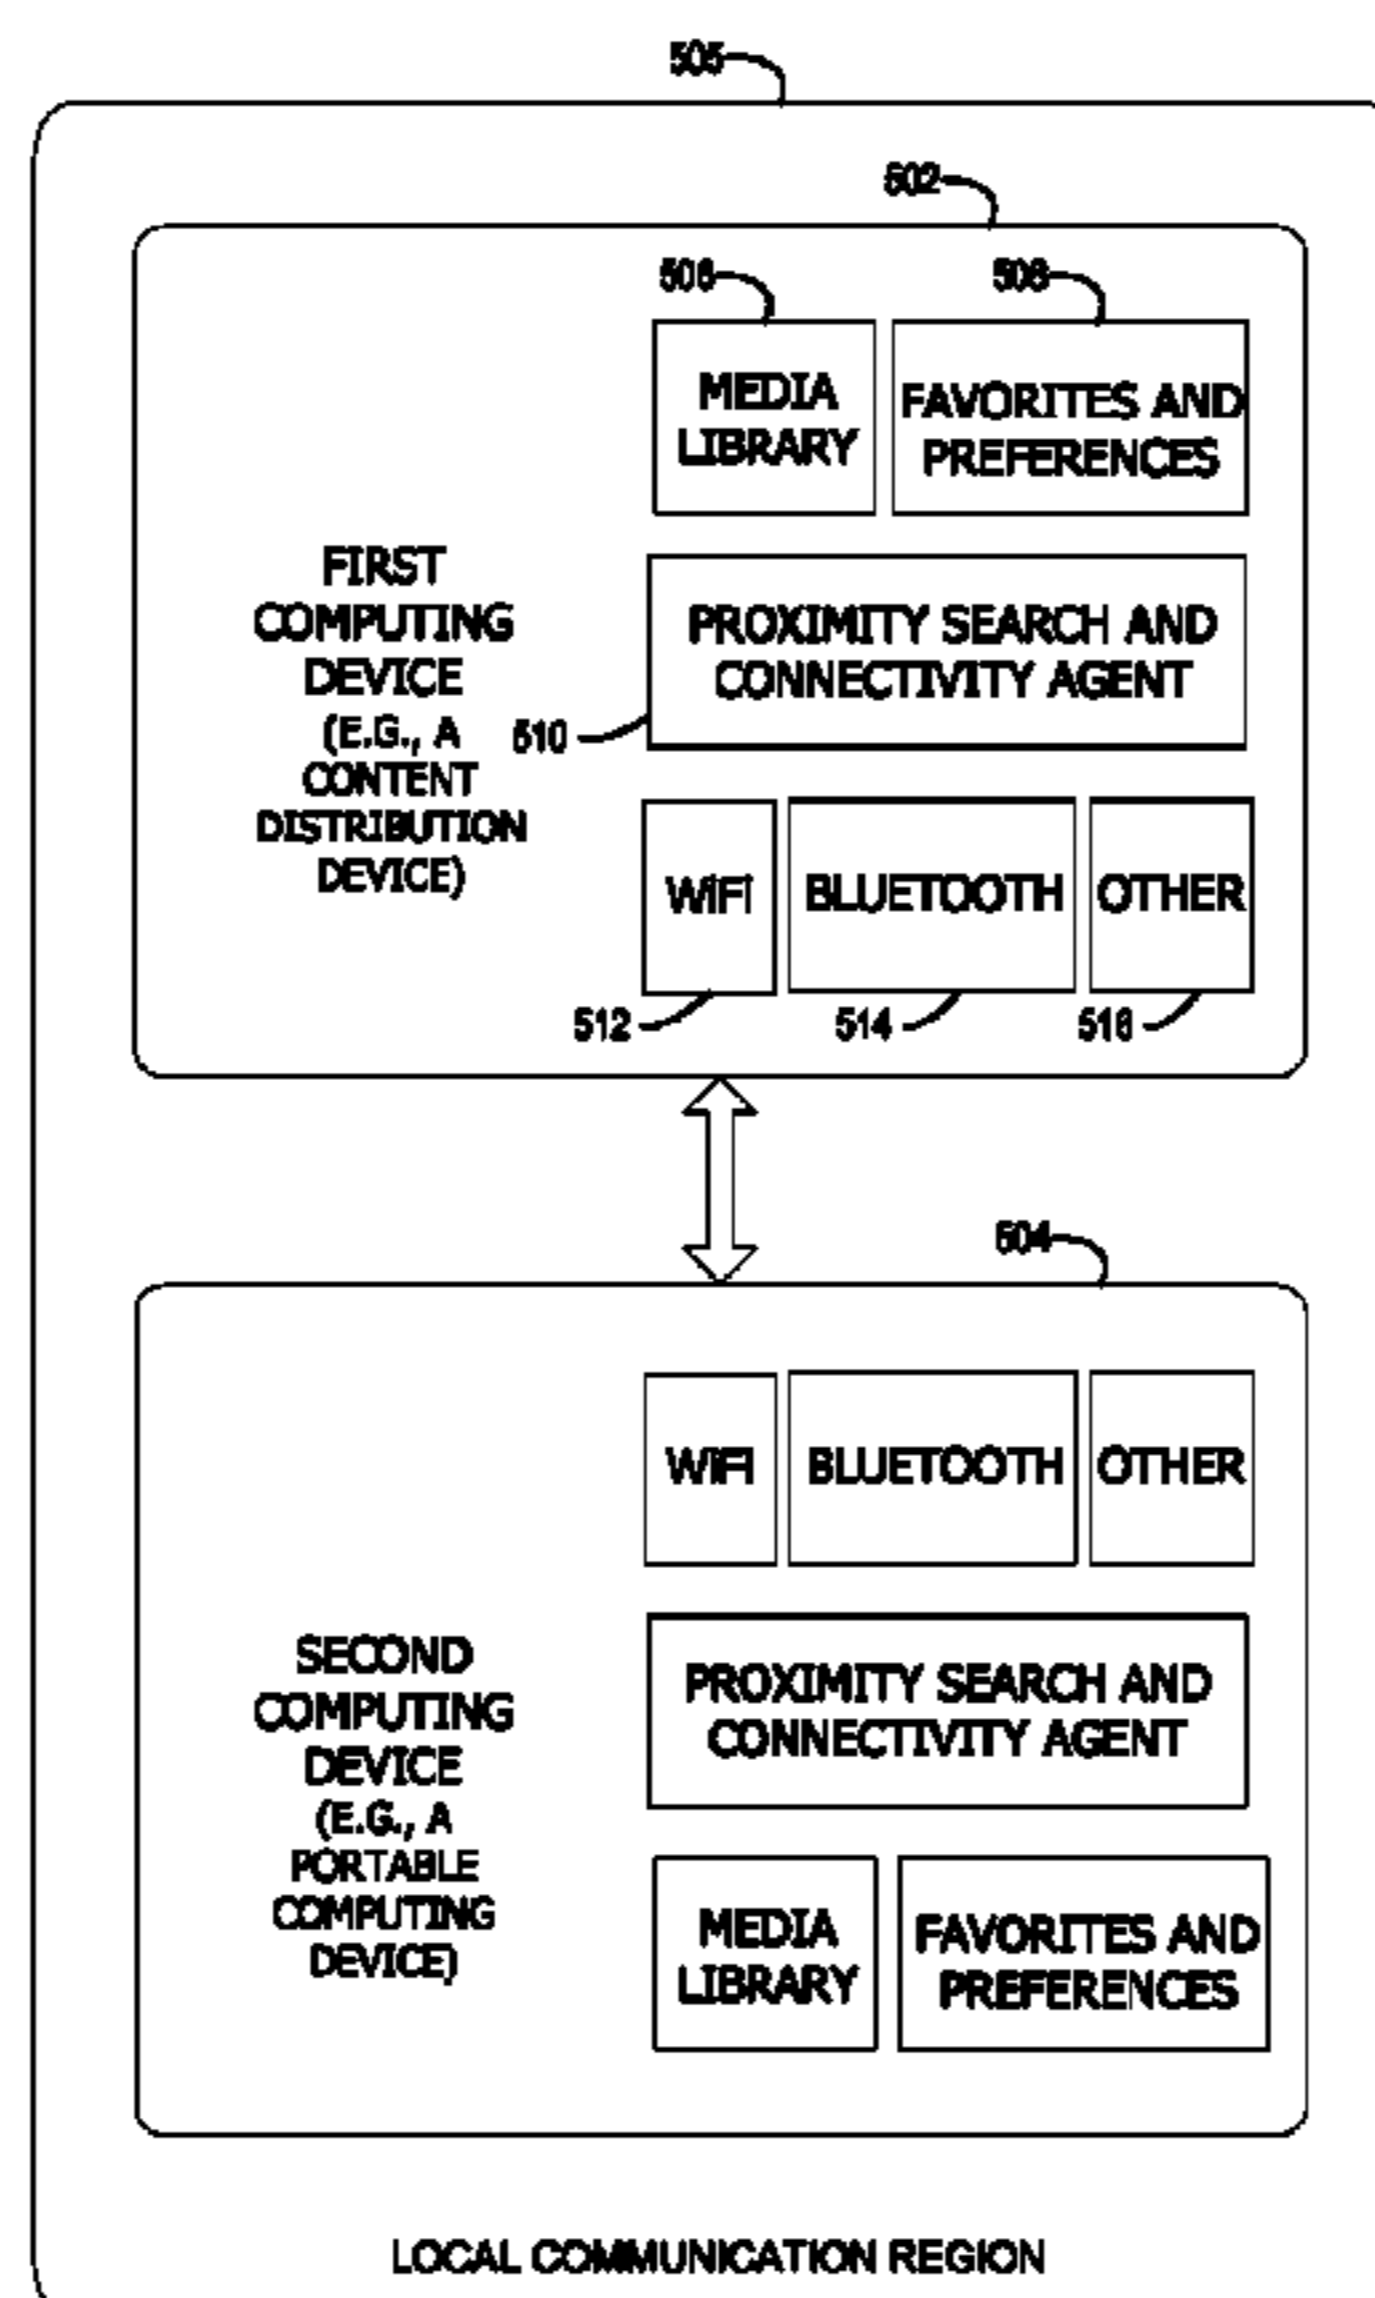 505
502
506
508
MEDIA
LIBRARY
FAVORITES AND
PREFERENCES
FIRST
COMPUTING
DEVICE
(E.G., A
CONTENT
DISTRIBUTION
DEVICE)
PROXIMITY SEARCH AND
CONNECTIVITY AGENT
510
WIFI
BLUETOOTH
OTHER
512
514
516
504
WIFI
BLUETOOTH
OTHER
SECOND
COMPUTING
DEVICE
(E.G., A
PORTABLE
COMPUTING
DEVICE)
PROXIMITY SEARCH AND
CONNECTIVITY AGENT
MEDIA
LIBRARY
FAVORITES AND
PREFERENCES
LOCAL COMMUNICATION REGION